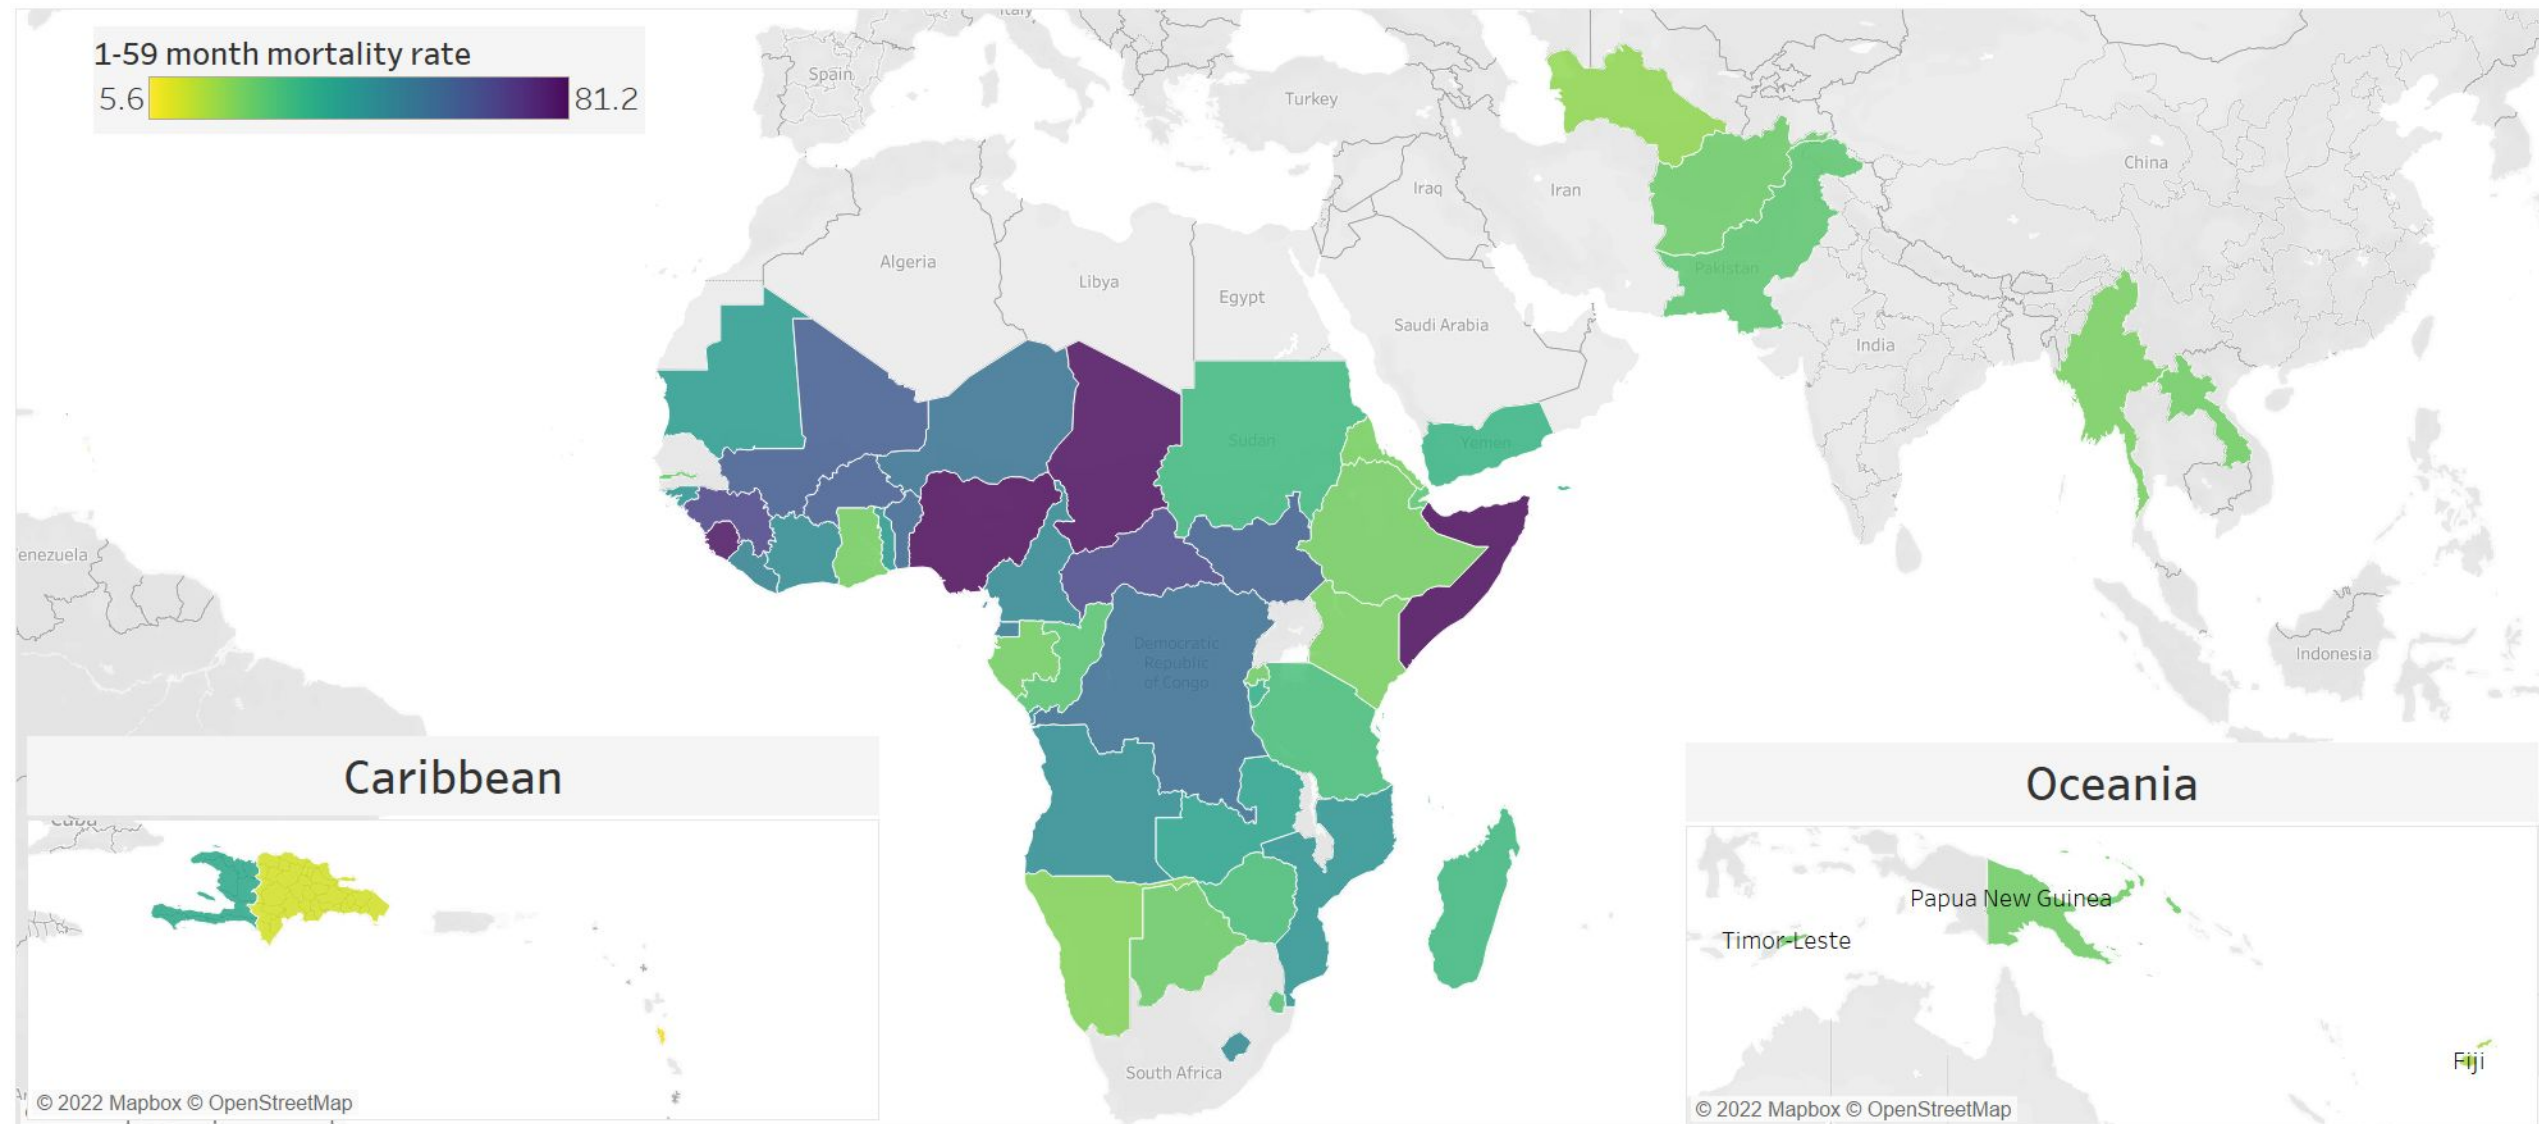 Italy
1-59 month mortality rate
5.6
81.2
Spain
Turkey
China
Iraq
Iran
Algeria
Libya
Egypt
Pakistan
Saudi Arabia
India
Sudan
Yemen
enezuela
Democratic
Republic
of Congo
Indonesia
Caribbean
Oceania
Cuba
Papua New Guinea
Timor-Leste
Fiji
South Africa
© 2022 Mapbox © OpenStreetMap
© 2022 Mapbox © OpenStreetMap